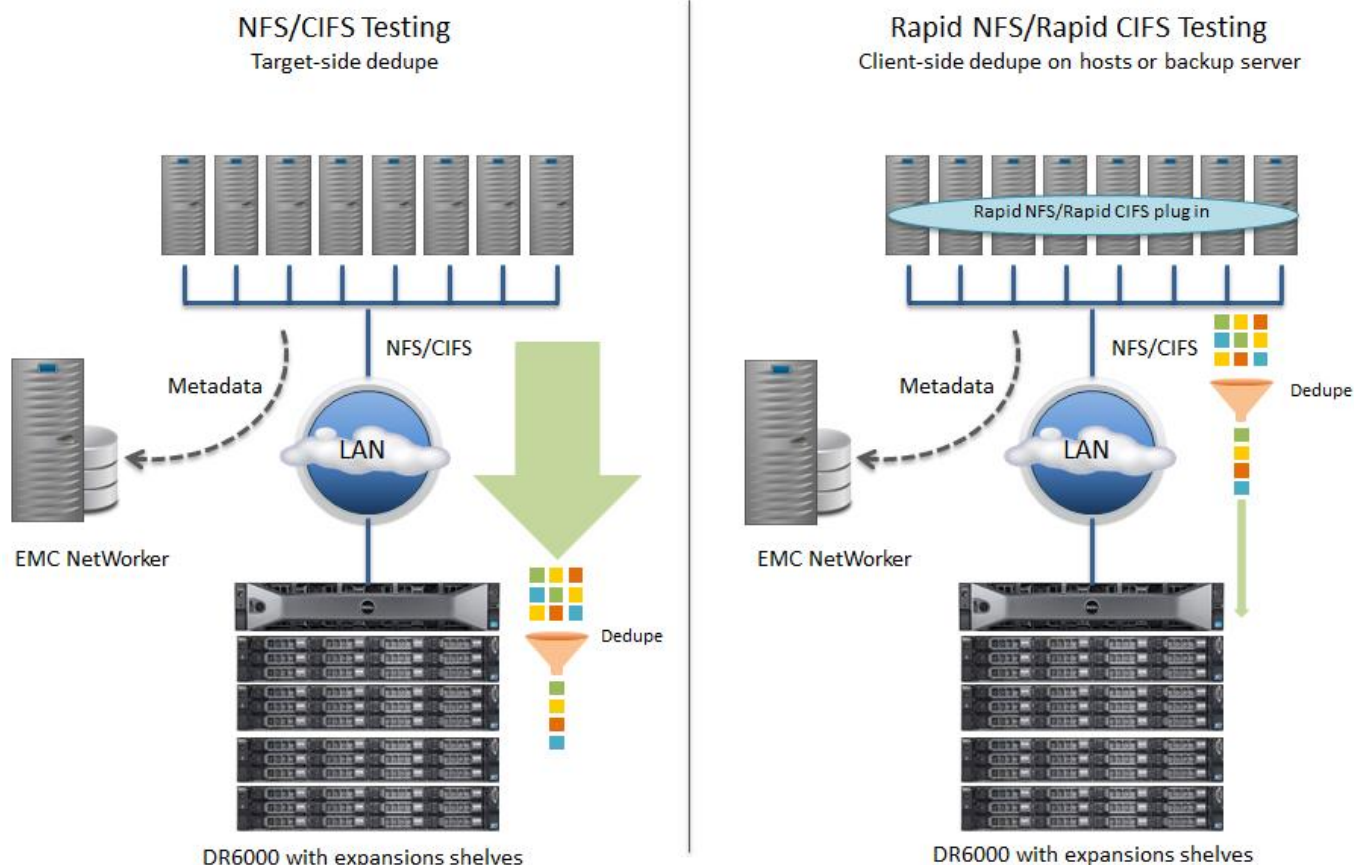 NFS/CIFS Testing
Target-side dedupe
NFS/CIFS
Metadata
LAN
EMC NetWorker
Dedupe
DR6000 with expansions shelves
Rapid NFS/Rapid CIFS Testing
Client-side dedupe on hosts or backup server
Rapid NFS/Rapid CIFS plug in
NFS/CIFS
Metadata
Dedupe
LAN
EMC NetWorker
DR6000 with expansions shelves